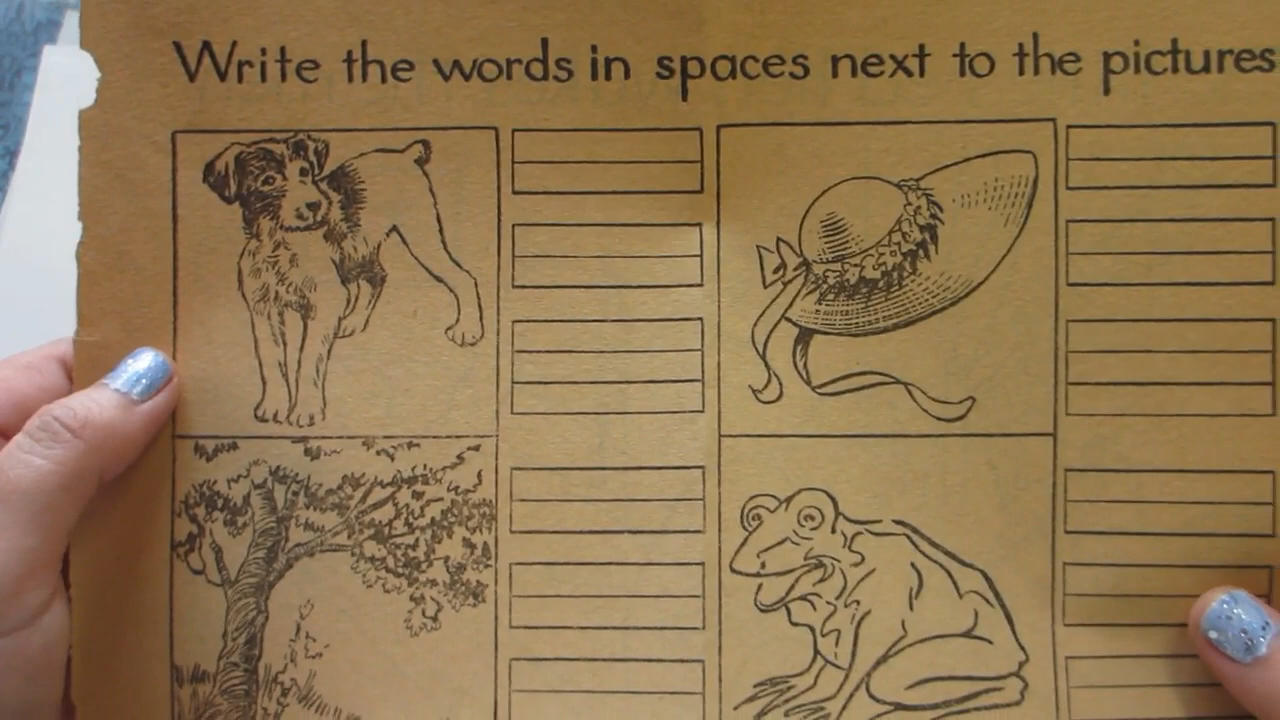 Write the words in spaces next to the pictures